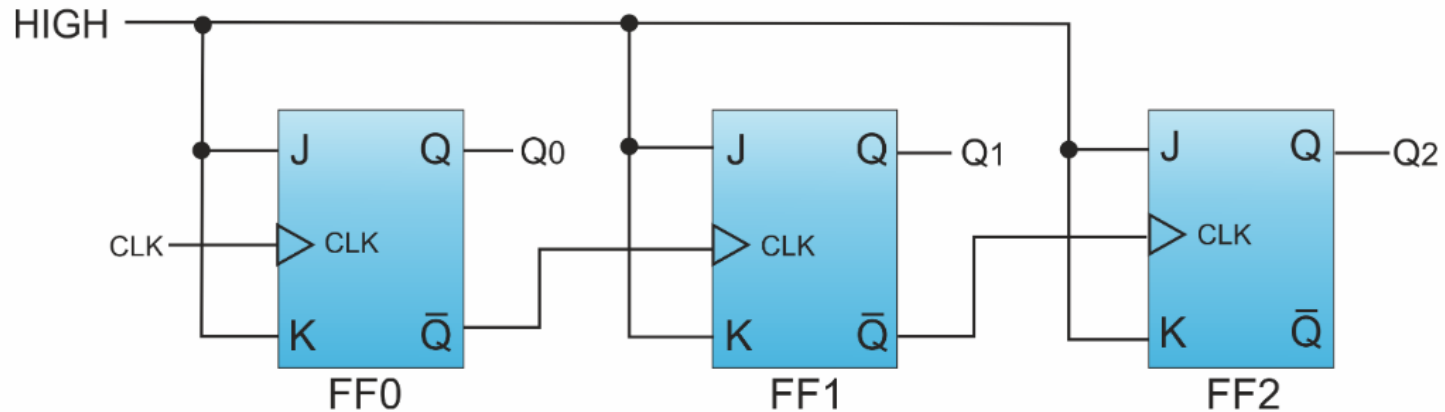 HIGH
J Q Q0
J Q Q1
J Q Q2
CLK CLK
CLK
CLK
K Q̅
K Q̅
K Q̅
FF0
FF1
FF2